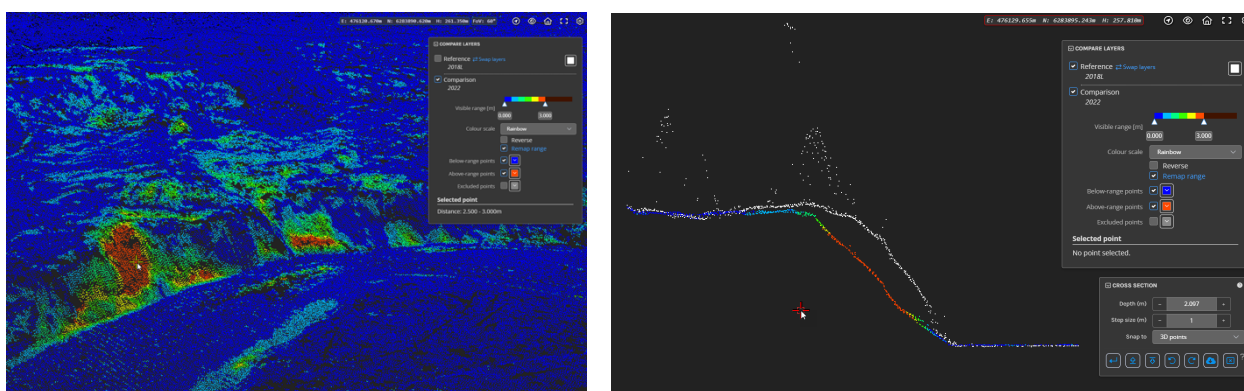 E: 476128.670m N: 6283890.628m H: 261.350m FoV: 60°
COMPARE LAYERS
Reference Swap layers
2018L
Comparison
2022
Visible range [m]
0.000 3.000
Colour scale Rainbow
Reverse
Remap range
Below-range points
Above-range points
Excluded points
Selected point
Distance: 2.500 - 3.000m
E: 476129.655m N: 6283895.243m H: 257.810m
COMPARE LAYERS
Reference Swap layers
2018L
Comparison
2022
Visible range [m]
0.000 3.000
Colour scale Rainbow
Reverse
Remap range
Below-range points
Above-range points
Excluded points
Selected point
No point selected.
CROSS SECTION ?
Depth (m) - 2.097 +
Step size (m) - 1 +
Snap to 3D points
?